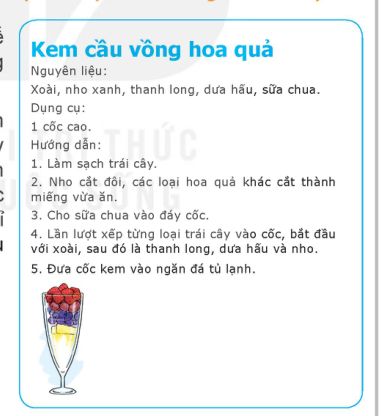 Kem cầu vồng hoa quả
Nguyên liệu:
Xoài, nho xanh, thanh long, dưa hấu, sữa chua.
Dụng cụ:
1 cốc cao.
Hướng dẫn:
1. Làm sạch trái cây.
2. Nho cắt đôi, các loại hoa quả khác cắt thành
miếng vừa ăn.
3. Cho sữa chua vào đáy cốc.
4. Lần lượt xếp từng loại trái cây vào cốc, bắt đầu
với xoài, sau đó là thanh long, dưa hấu và nho.
5. Đưa cốc kem vào ngăn đá tủ lạnh.